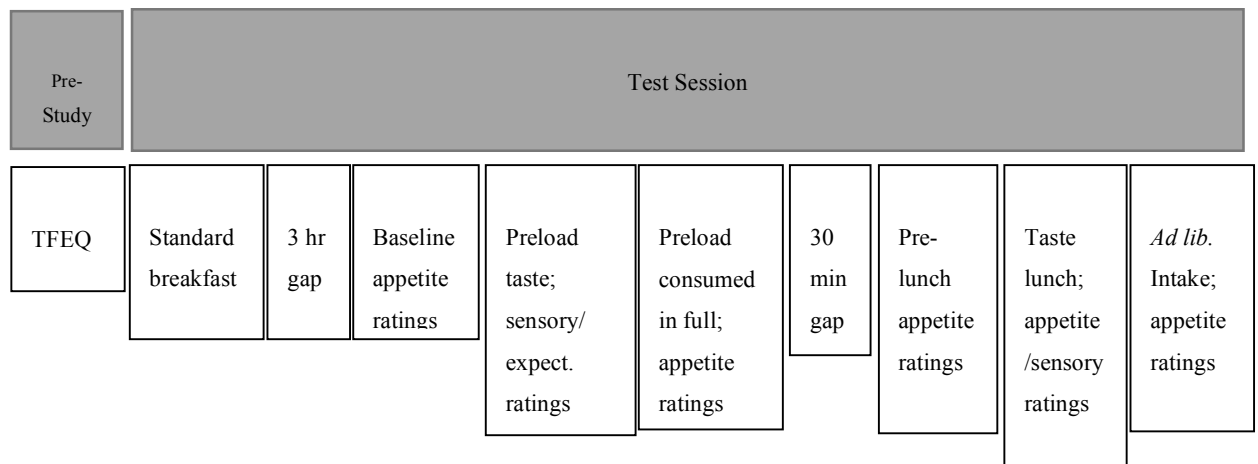 Pre-
Study
Test Session
TFEQ
Standard
breakfast
3 hr
gap
Baseline
appetite
ratings
Preload
taste;
sensory/
expect.
ratings
Preload
consumed
in full;
appetite
ratings
30
min
gap
Pre-
lunch
appetite
ratings
Taste
lunch;
appetite
/sensory
ratings
Ad lib.
Intake;
appetite
ratings